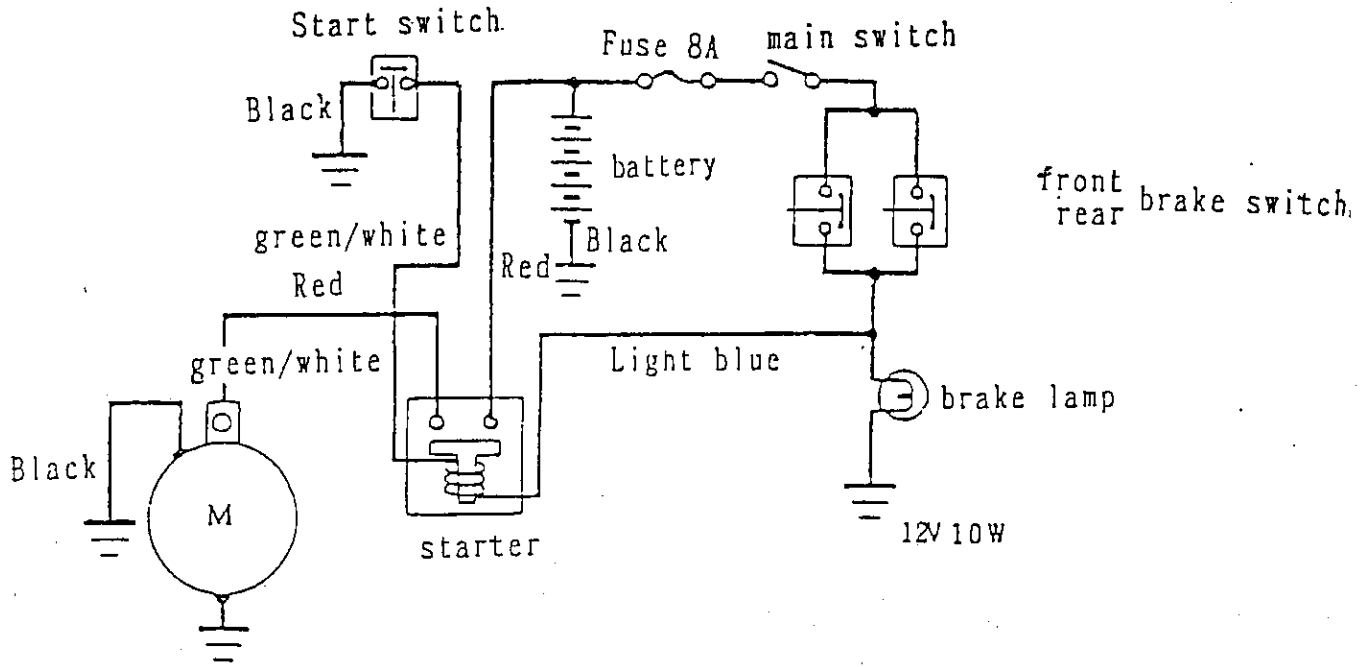 Start switch.
Fuse 8A
main switch
Black
battery
front
rear
brake switch.
green/white
Black
Red
Red
green/white
Light blue
brake lamp
Black
M
starter
12V 10W